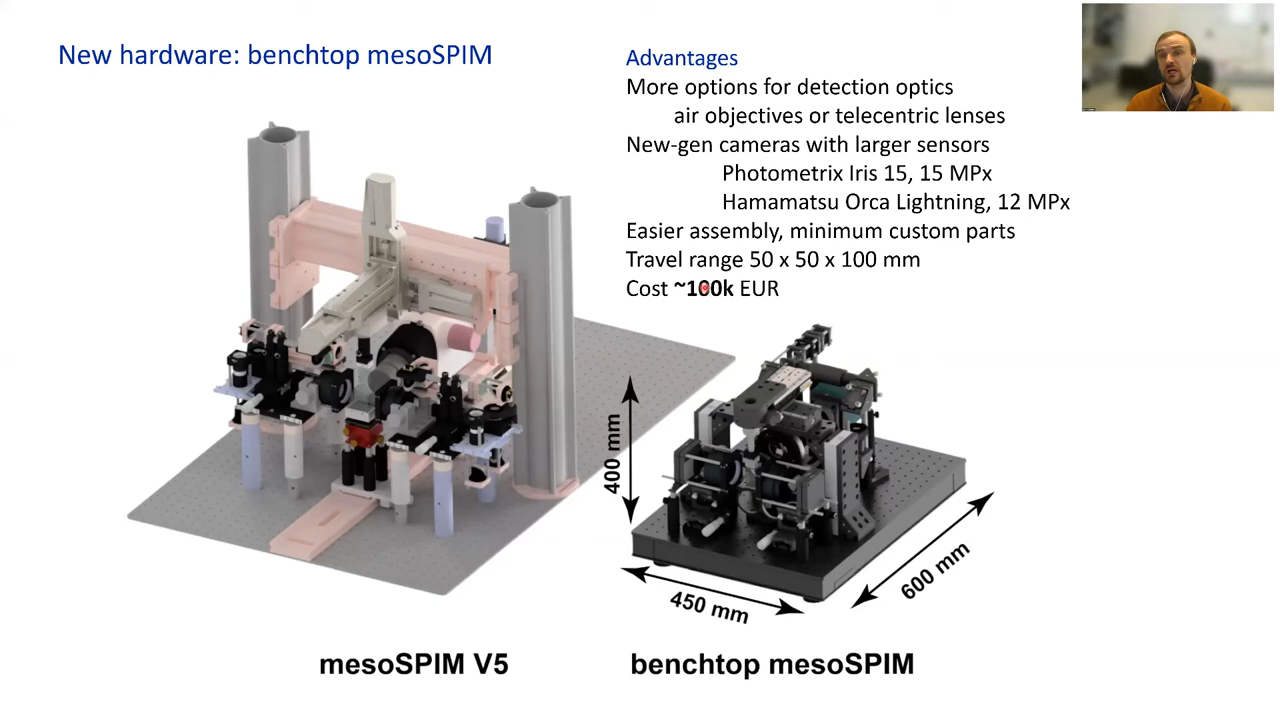 New hardware: benchtop mesoSPIM
Advantages
More options for detection optics
air objectives or telecentric lenses
New-gen cameras with larger sensors
Photometrix Iris 15, 15 MPx
Hamamatsu Orca Lightning, 12 MPx
Easier assembly, minimum custom parts
Travel range 50 x 50 x 100 mm
Cost ~100k EUR
400 mm
450 mm
600 mm
mesoSPIM V5
benchtop mesoSPIM